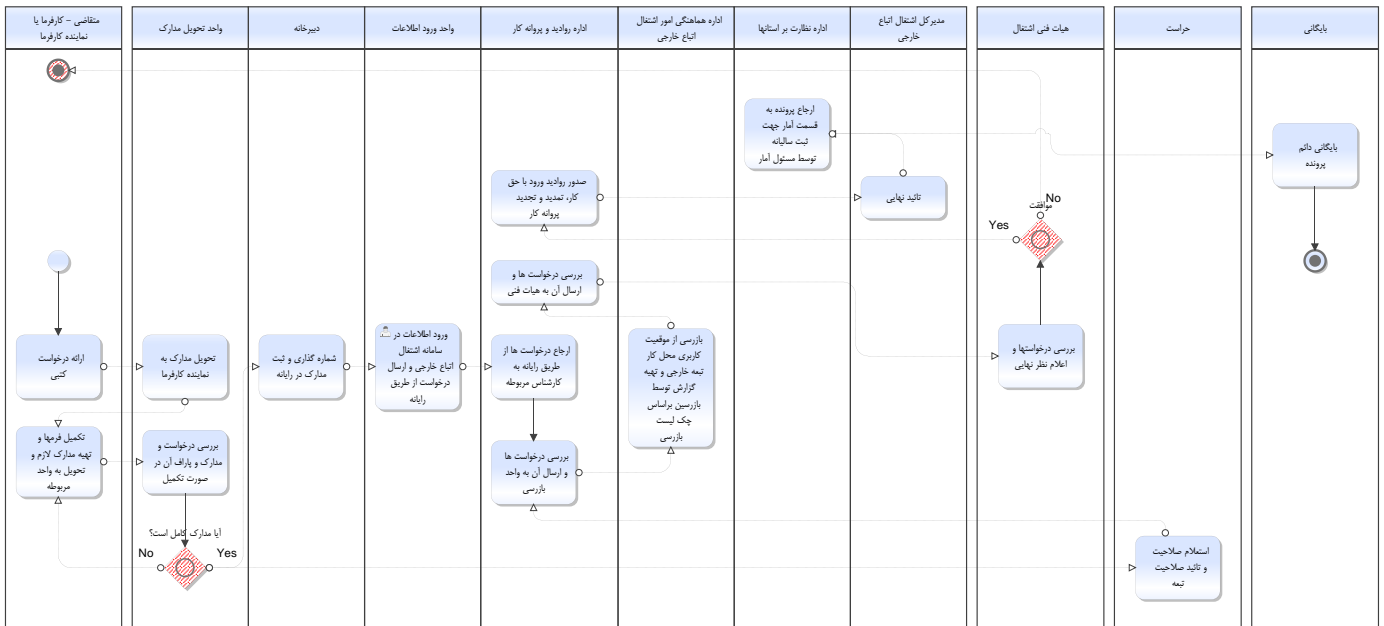 متقاضی – کارفرما یا
نماینده کارفرما
واحد تحویل مدارک
دبیرخانه
واحد ورود اطلاعات
اداره روادید و پروانه کار
اداره هماهنگی امور اشتغال
اتباع خارجی
اداره نظارت بر استانها
مدیرکل اشتغال اتباع
خارجی
هیات فنی اشتغال
حراست
بایگانی
ارائه درخواست
کتبی
تکمیل فرمها و
تهیه مدارک لازم و
تحویل به واحد
مربوطه
تحویل مدارک به
نماینده کارفرما
بررسی درخواست و
مدارک و پاراف آن در
صورت تکمیل
آیا مدارک کامل است؟
No
Yes
شماره گذاری و ثبت
مدارک در رایانه
ورود اطلاعات در
سامانه اشتغال
اتباع خارجی و ارسال
درخواست از طریق
رایانه
صدور روادید ورود با حق
کار، تمدید و تجدید
پروانه کار
بررسی درخواست ها و
ارسال آن به هیات فنی
ارجاع درخواست ها از
طریق رایانه به
کارشناس مربوطه
بررسی درخواست ها
و ارسال آن به واحد
بازرسی
بازرسی از موقعیت
کاربری محل کار
تبعه خارجی و تهیه
گزارش توسط
بازرسین براساس
چک لیست
بازرسی
ارجاع پرونده به
قسمت آمار جهت
ثبت سالیانه
توسط مسئول آمار
تائید نهایی
موافقت
No
Yes
بررسی درخواستها و
اعلام نظر نهایی
استعلام صلاحیت
و تائید صلاحیت
تبعه
بایگانی دائم
پرونده